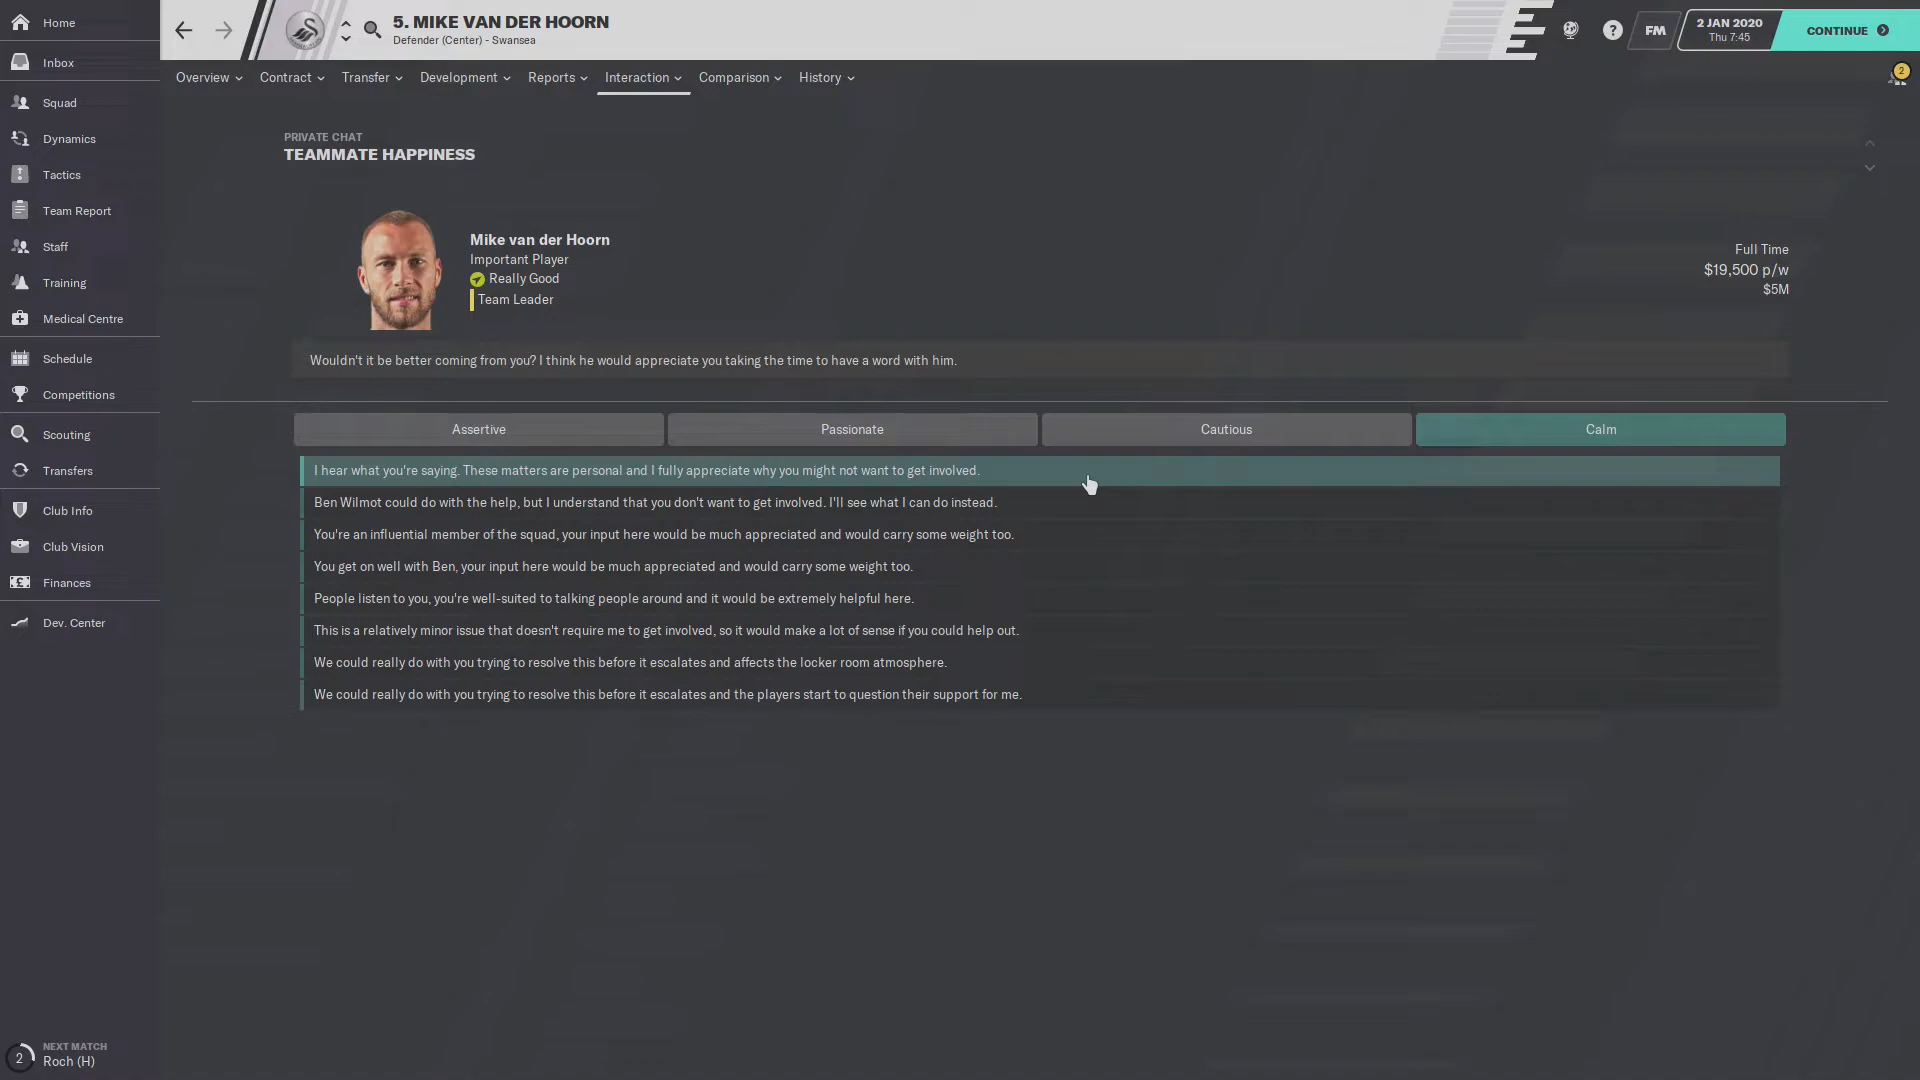 Home
Inbox
Squad
Dynamics
Tactics
Team Report
Staff
Training
Medical Centre
Schedule
Competitions
Scouting
Transfers
Club Info
Club Vision
Finances
Dev. Center
2
NEXT MATCH
Roch (H)
5. MIKE VAN DER HOORN
Defender (Center) - Swansea
?
FM
2 JAN 2020
Thu 7:45
CONTINUE
Overview
Contract
Transfer
Development
Reports
Interaction
Comparison
History
2
PRIVATE CHAT
TEAMMATE HAPPINESS
Mike van der Hoorn
Important Player
Really Good
Team Leader
Full Time
$19,500 p/w
$5M
Wouldn't it be better coming from you? I think he would appreciate you taking the time to have a word with him.
Assertive
Passionate
Cautious
Calm
I hear what you're saying. These matters are personal and I fully appreciate why you might not want to get involved.
Ben Wilmot could do with the help, but I understand that you don't want to get involved. I'll see what I can do instead.
You're an influential member of the squad, your input here would be much appreciated and would carry some weight too.
You get on well with Ben, your input here would be much appreciated and would carry some weight too.
People listen to you, you're well-suited to talking people around and it would be extremely helpful here.
This is a relatively minor issue that doesn't require me to get involved, so it would make a lot of sense if you could help out.
We could really do with you trying to resolve this before it escalates and affects the locker room atmosphere.
We could really do with you trying to resolve this before it escalates and the players start to question their support for me.